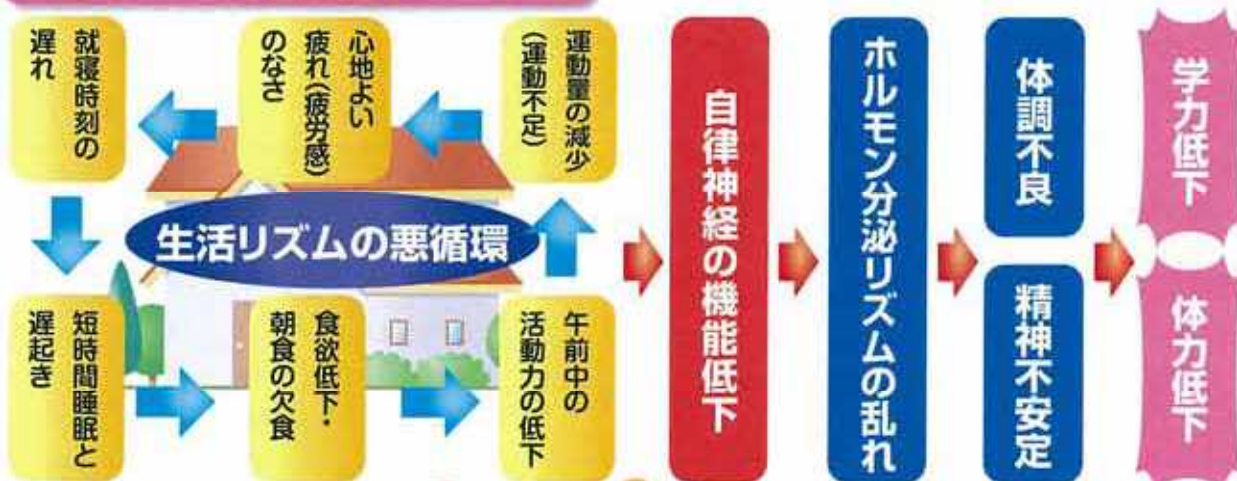 運動量の減少
(運動不足)
心地よい
疲れ(疲労感)
のなさ
就寝時刻の
遅れ
生活リズムの悪循環
短時間睡眠と
遅起き
食欲低下・
朝食の欠食
午前中の
活動力の低下
自律神経の機能低下
ホルモン分泌リズムの乱れ
体調不良
精神不安定
学力低下
体力低下